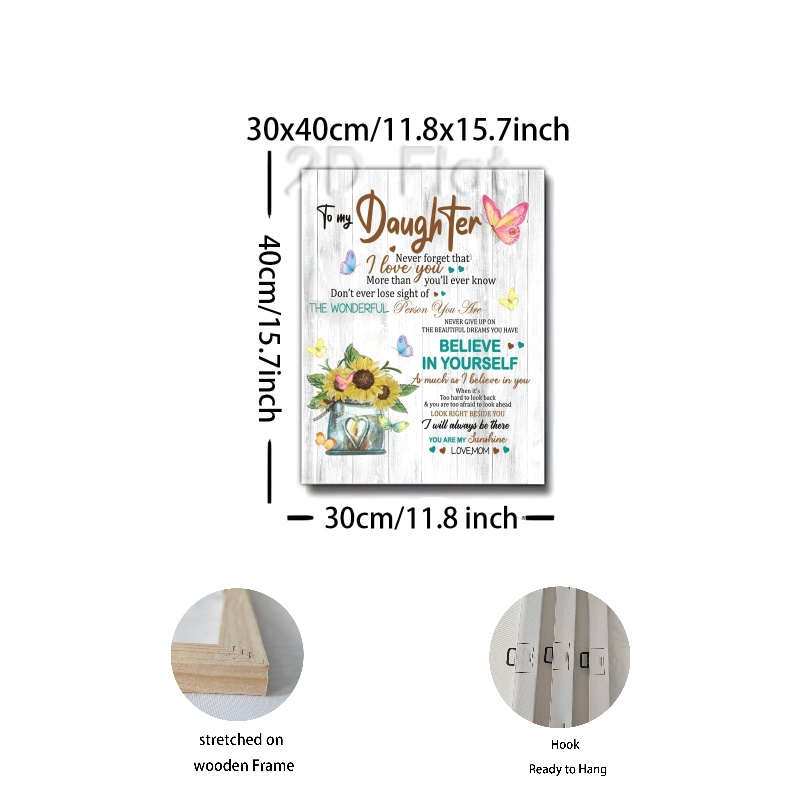 30x40cm/11.8x15.7inch
2D Flat
40cm/15.7inch
To my Daughter
Never forget that
I love you
More than you'll ever know
Don't ever lose sight of
THE WONDERFUL Person You Are
NEVER GIVE UP ON
THE BEAUTIFUL DREAMS YOU HAVE
BELIEVE
IN YOURSELF
As much as I believe in you
When it's
Too hard to look back
& you are too afraid to look ahead
LOOK RIGHT BESIDE YOU
I will always be there
YOU ARE MY Sunshine
LOVE,MOM
30cm/11.8 inch
stretched on
wooden Frame
Hook
Ready to Hang